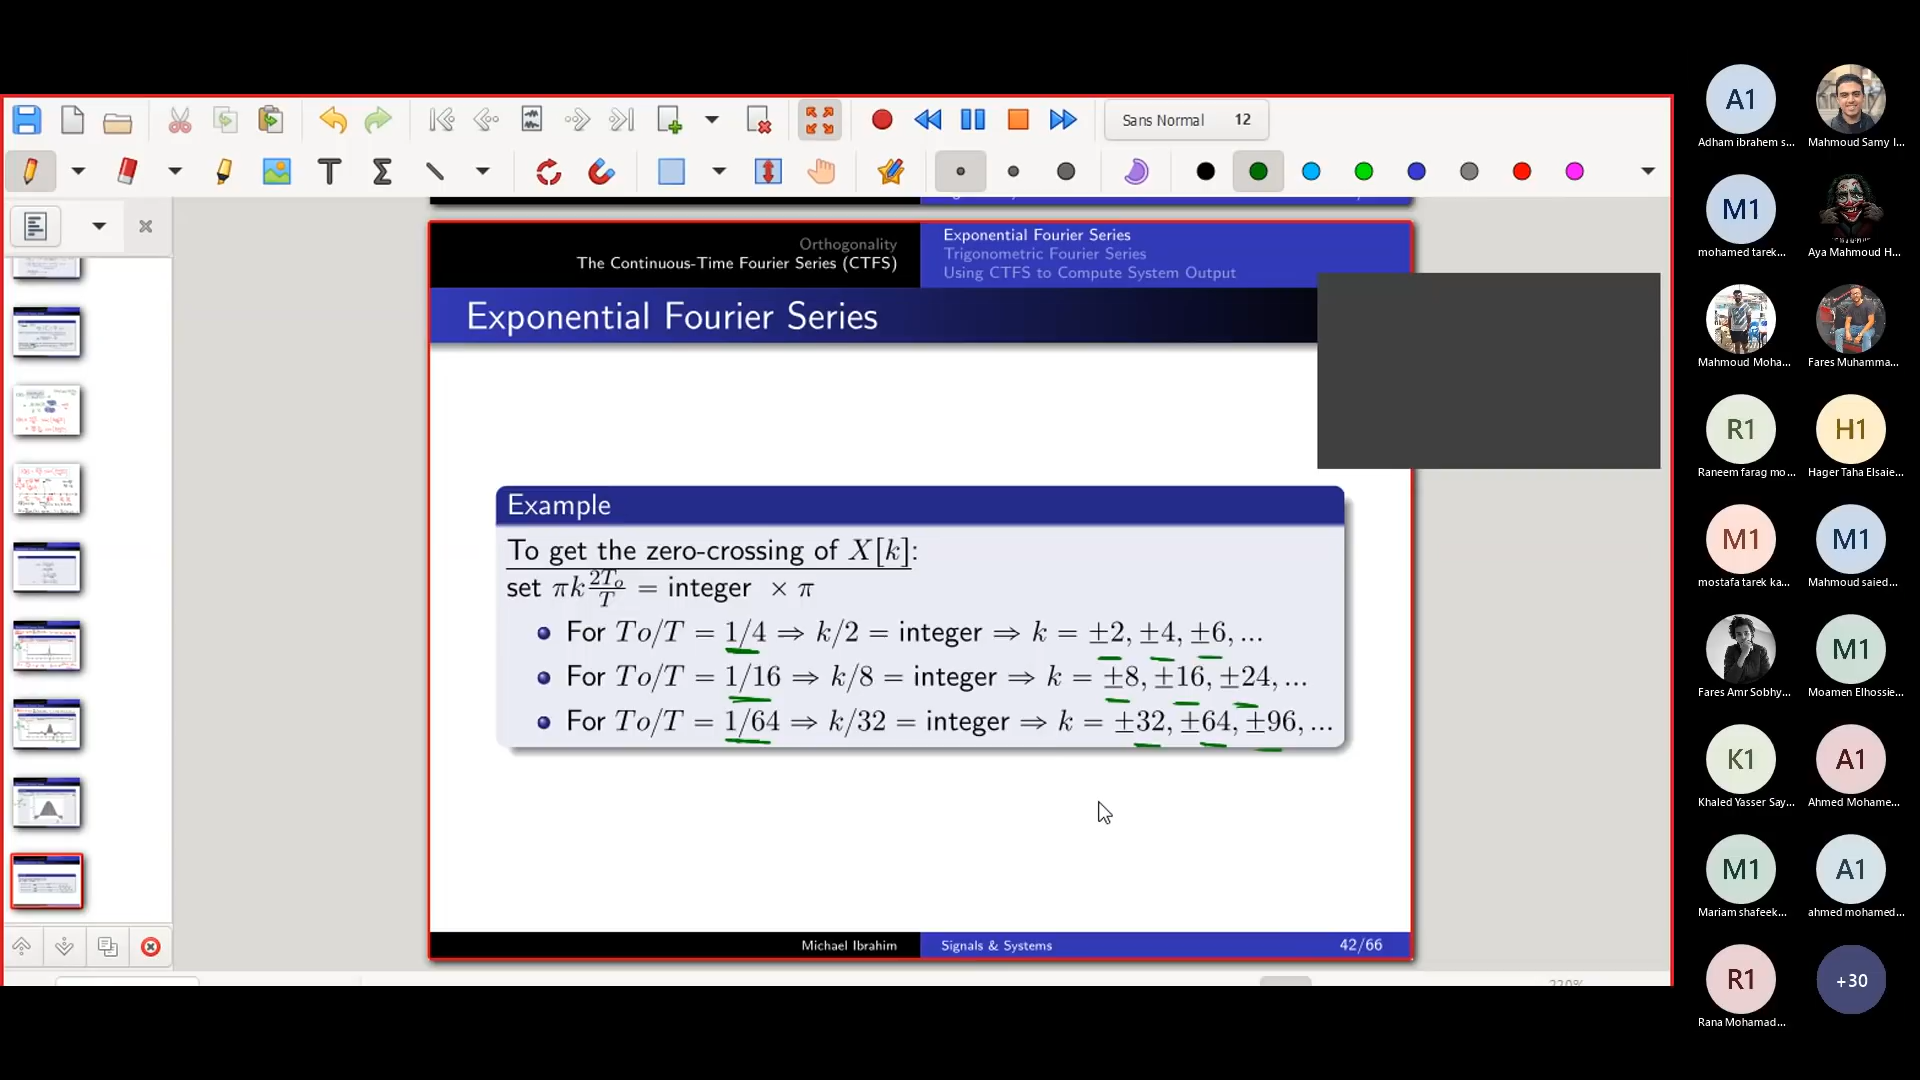 Sans Normal 12
Orthogonality
The Continuous-Time Fourier Series (CTFS)
Exponential Fourier Series
Trigonometric Fourier Series
Using CTFS to Compute System Output
Exponential Fourier Series
Example
To get the zero-crossing of X[k]:
set πk 2T_o/T = integer × π
For To/T = 1/4 ⇒ k/2 = integer ⇒ k = ±2, ±4, ±6, ...
For To/T = 1/16 ⇒ k/8 = integer ⇒ k = ±8, ±16, ±24, ...
For To/T = 1/64 ⇒ k/32 = integer ⇒ k = ±32, ±64, ±96, ...
Michael Ibrahim
Signals & Systems
42/66
A1
Adham ibrahem s...
Mahmoud Samy I...
M1
mohamed tarek...
Aya Mahmoud H...
Mahmoud Moha...
Fares Muhamma...
R1
Raneem farag mo...
H1
Hager Taha Elsaie...
M1
mostafa tarek ka...
M1
Mahmoud saied...
Fares Amr Sobhy...
M1
Moamen Elhossie...
K1
Khaled Yasser Say...
A1
Ahmed Mohame...
M1
Mariam shafeek...
A1
ahmed mohamed...
R1
Rana Mohamad...
+30